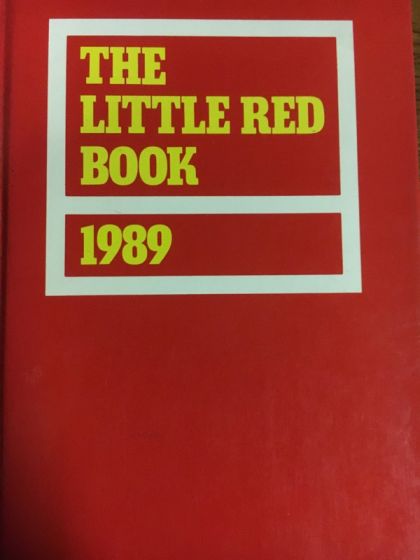 THE
LITTLE RED
BOOK
1989